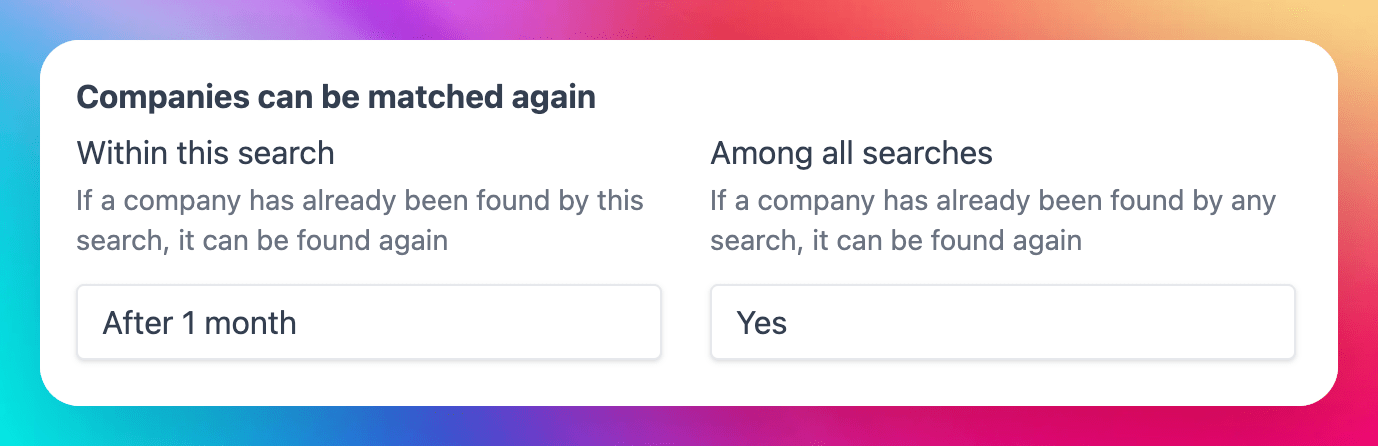 Companies can be matched again
Within this search
If a company has already been found by this
search, it can be found again
After 1 month
Among all searches
If a company has already been found by any
search, it can be found again
Yes